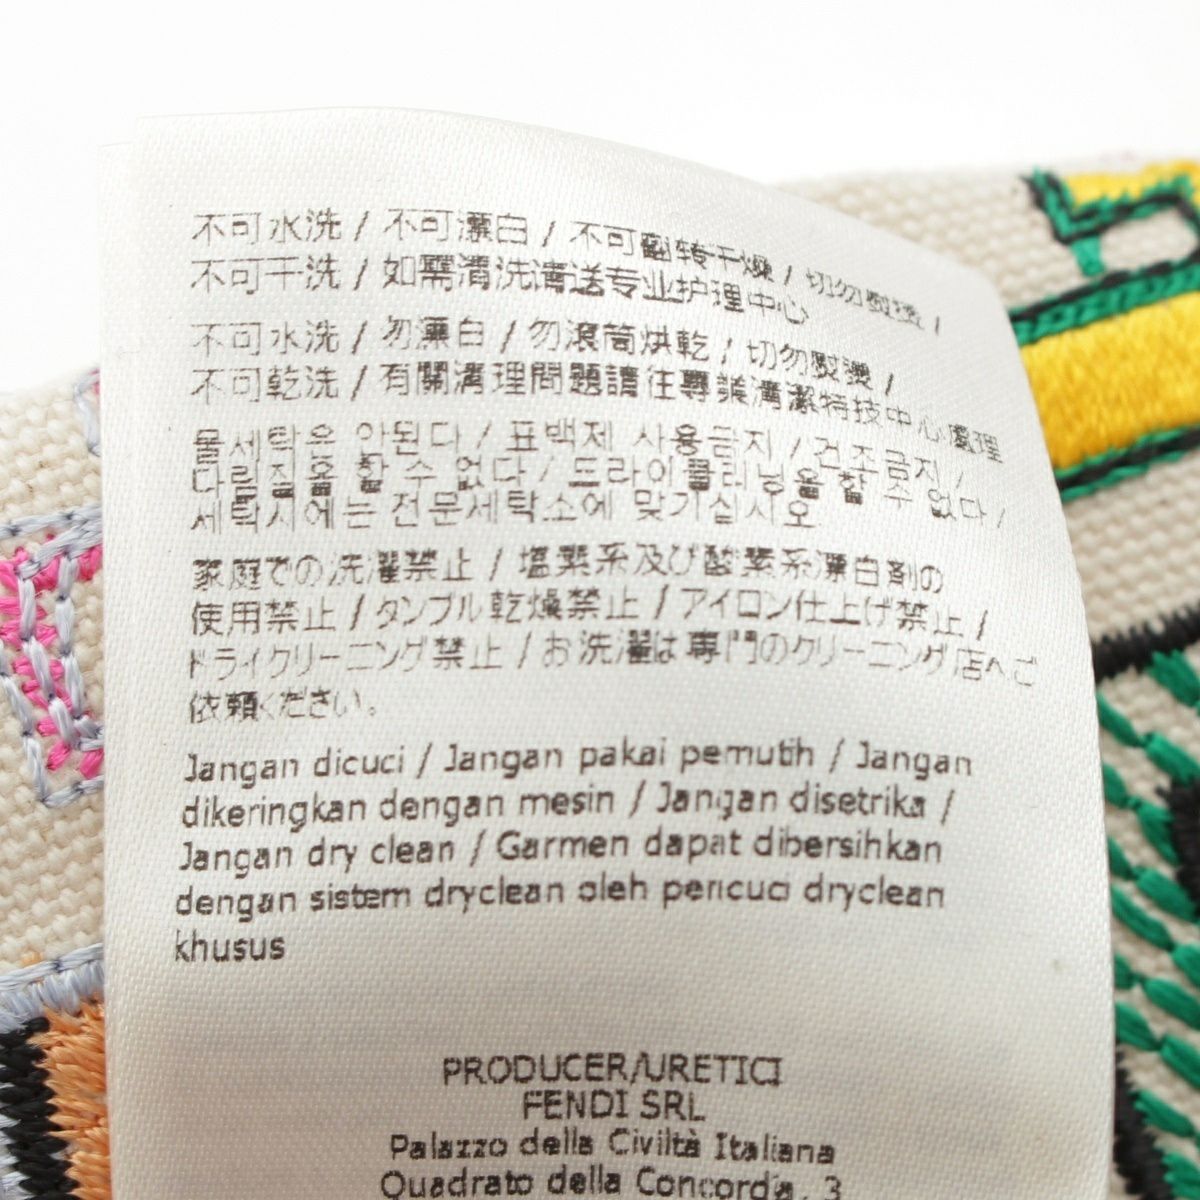 不可水洗 / 不可漂白 / 不可翻转干燥 / 切勿熨烫 /
不可干洗 / 如需清洗请送专业护理中心
不可水洗 / 勿漂白 / 勿滾筒烘乾 / 切勿熨燙 /
不可乾洗 / 有關清理問題請往專業清潔特技中心處理
물세탁은 안된다 / 표백제 사용금지 / 건조금지 /
다림질을 할 수 없다 / 드라이클리닝을 할 수 없다 /
세탁시에는 전문세탁소에 맞기십시오
家庭での洗濯禁止 / 塩素系及び酸素系漂白剤の
使用禁止 / タンブル乾燥禁止 / アイロン仕上げ禁止 /
ドライクリーニング禁止 / お洗濯は専門のクリーニング店へご
依頼ください。
Jangan dicuci / Jangan pakai pemutih / Jangan
dikeringkan dengan mesin / Jangan disetrika /
Jangan dry clean / Garmen dapat dibersihkan
dengan sistem dryclean oleh pencuci dryclean
khusus
PRODUCER/URETICI
FENDI SRL
Palazzo della Civiltà Italiana
Quadrato della Concordia, 3